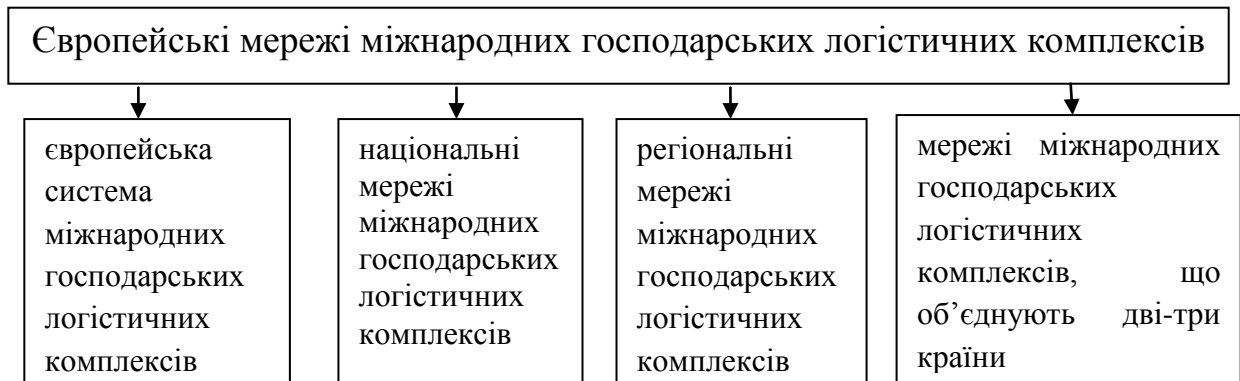 Європейські мережі міжнародних господарських логістичних комплексів
європейська
система
міжнародних
господарських
логістичних
комплексів
національні
мережі
міжнародних
господарських
логістичних
комплексів
регіональні
мережі
міжнародних
господарських
логістичних
комплексів
мережі міжнародних
господарських
логістичних
комплексів, що
об’єднують дві-три
країни